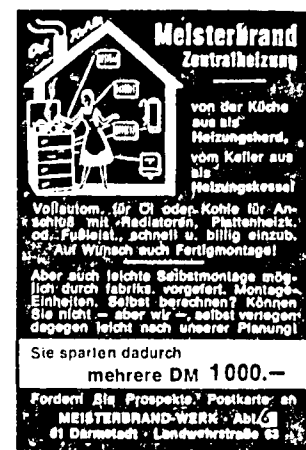 Öl
Kohle
Meisterbrand
Zentralheizung
von der Küche
aus als
Heizungsherd,
vom Keller aus
als
Heizungskessel
Vollautom. für Öl oder Kohle für An-
schluß mit Radiatoren, Plattenheizk.
od. Fußleist., schnell u. billig einzub.
Auf Wunsch auch Fertigmontage!
Aber auch leichte Selbstmontage mög-
lich durch fabriks. vorgefert. Montage-
Einheiten. Selbst berechnen? Können
Sie nicht – aber wir –, selbst verlegen
dagegen leicht nach unserer Planung!
Sie sparen dadurch
mehrere DM 1000.—
Fordern Sie Prospekte. Postkarte an
MEISTERBRAND-WERK · Abt.
61 Darmstadt · Landwehrstraße 63